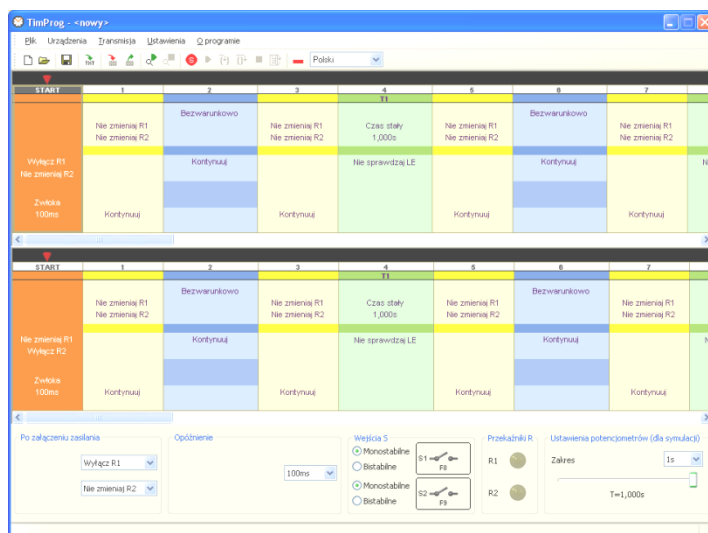 TimProg - <nowy>
Plik Urządzenia Transmisja Ustawienia O programie
Polski
START 1 2 3 4 5 6 7
T1
Bezwarunkowo Bezwarunkowo
Nie zmieniaj R1 Nie zmieniaj R1 Czas stały Nie zmieniaj R1 Nie zmieniaj R1
Nie zmieniaj R2 Nie zmieniaj R2 1,000s Nie zmieniaj R2 Nie zmieniaj R2
Wyłącz R1 Kontynuuj Nie sprawdzaj LE Kontynuuj N
Nie zmieniaj R2
Zwłoka
100ms Kontynuuj Kontynuuj Kontynuuj Kontynuuj
START 1 2 3 4 5 6 7
T1
Bezwarunkowo Bezwarunkowo
Nie zmieniaj R1 Nie zmieniaj R1 Czas stały Nie zmieniaj R1 Nie zmieniaj R1
Nie zmieniaj R2 Nie zmieniaj R2 1,000s Nie zmieniaj R2 Nie zmieniaj R2
Nie zmieniaj R1 Kontynuuj Nie sprawdzaj LE Kontynuuj N
Wyłącz R2
Zwłoka
100ms Kontynuuj Kontynuuj Kontynuuj Kontynuuj
Po załączeniu zasilania Opóźnienie Wejścia S Przekaźniki R Ustawienia potencjometrów (dla symulacji)
Wyłącz R1 100ms Monostabilne S1 R1 Zakres 1s
Bistabilne F8
Nie zmieniaj R2 Monostabilne S2 R2 T=1,000s
Bistabilne F9